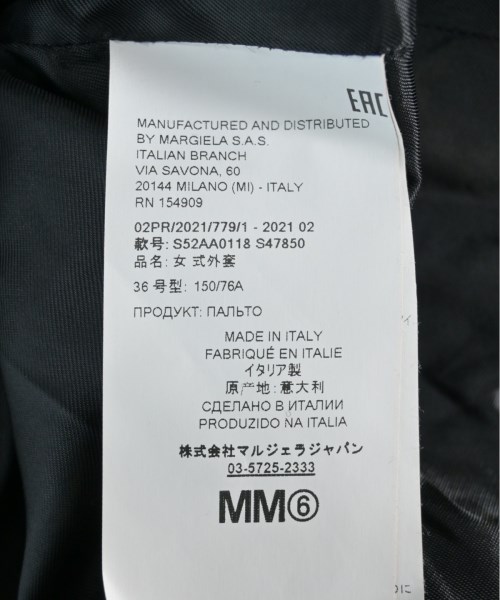 EAC
MANUFACTURED AND DISTRIBUTED
BY MARGIELA S.A.S.
ITALIAN BRANCH
VIA SAVONA, 60
20144 MILANO (MI) - ITALY
RN 154909
02PR/2021/779/1 - 2021 02
款号: S52AA0118 S47850
品名: 女 式外套
36 号型: 150/76A
ПРОДУКТ: ПАЛЬТО
MADE IN ITALY
FABRIQUÉ EN ITALIE
イタリア製
原产地:意大利
СДЕЛАНО В ИТАЛИИ
PRODUZIDO NA ITALIA
株式会社マルジェラジャパン
03-5725-2333
MM⑥